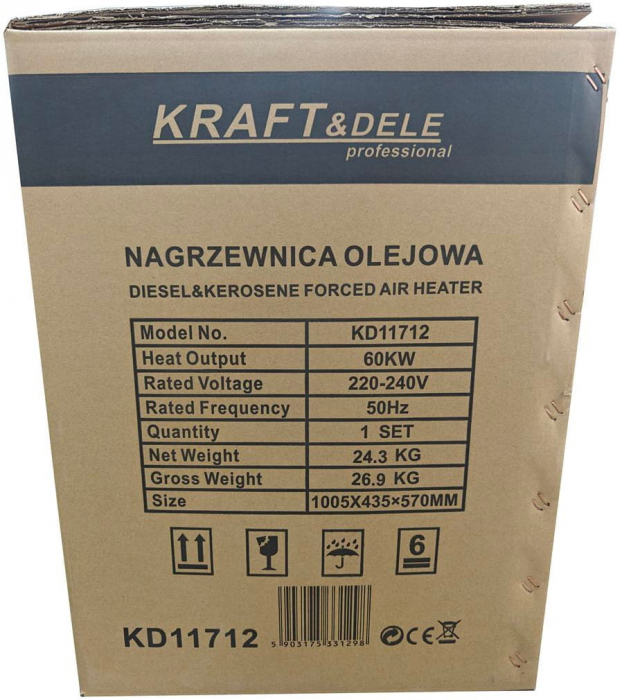 KRAFT&DELE
professional
NAGRZEWNICA OLEJOWA
DIESEL&KEROSENE FORCED AIR HEATER
Model No. KD11712
Heat Output 60KW
Rated Voltage 220-240V
Rated Frequency 50Hz
Quantity 1 SET
Net Weight 24.3 KG
Gross Weight 26.9 KG
Size 1005X435×570MM
6
KD11712
5 903175 331298
CE